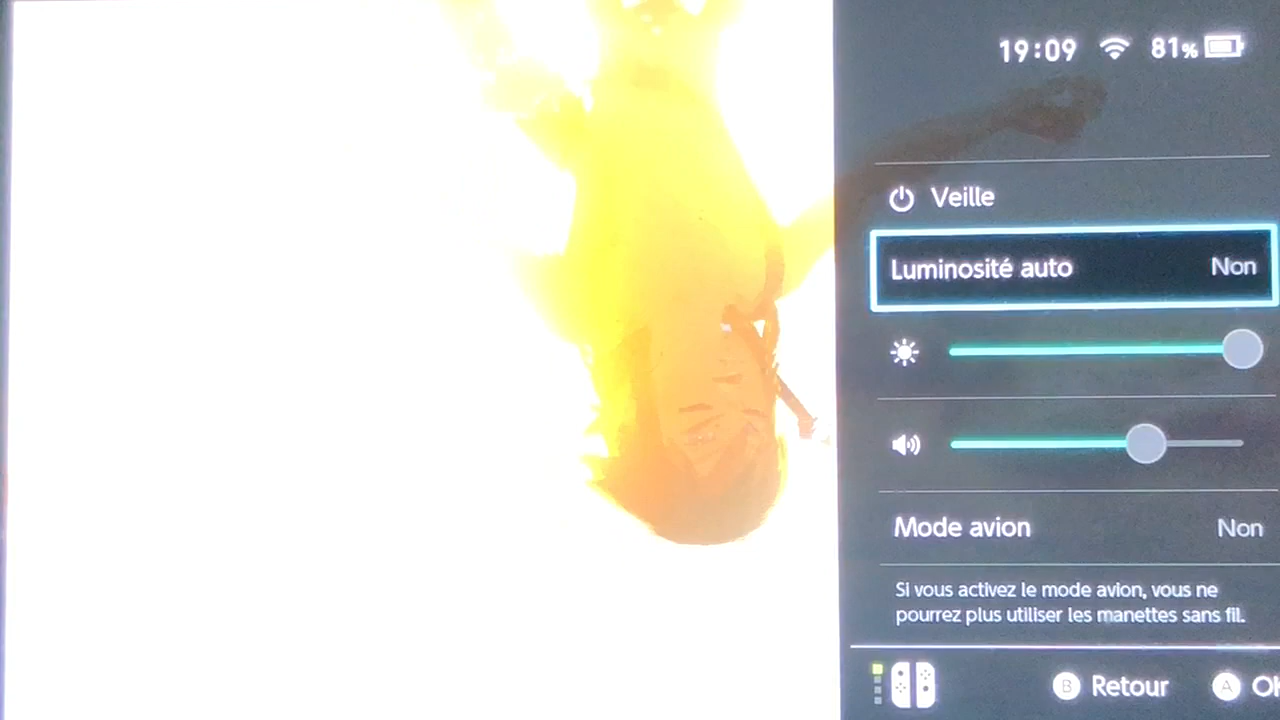 19:09 81%
Veille
Luminosité auto Non
Mode avion Non
Si vous activez le mode avion, vous ne
pourrez plus utiliser les manettes sans fil.
B Retour A